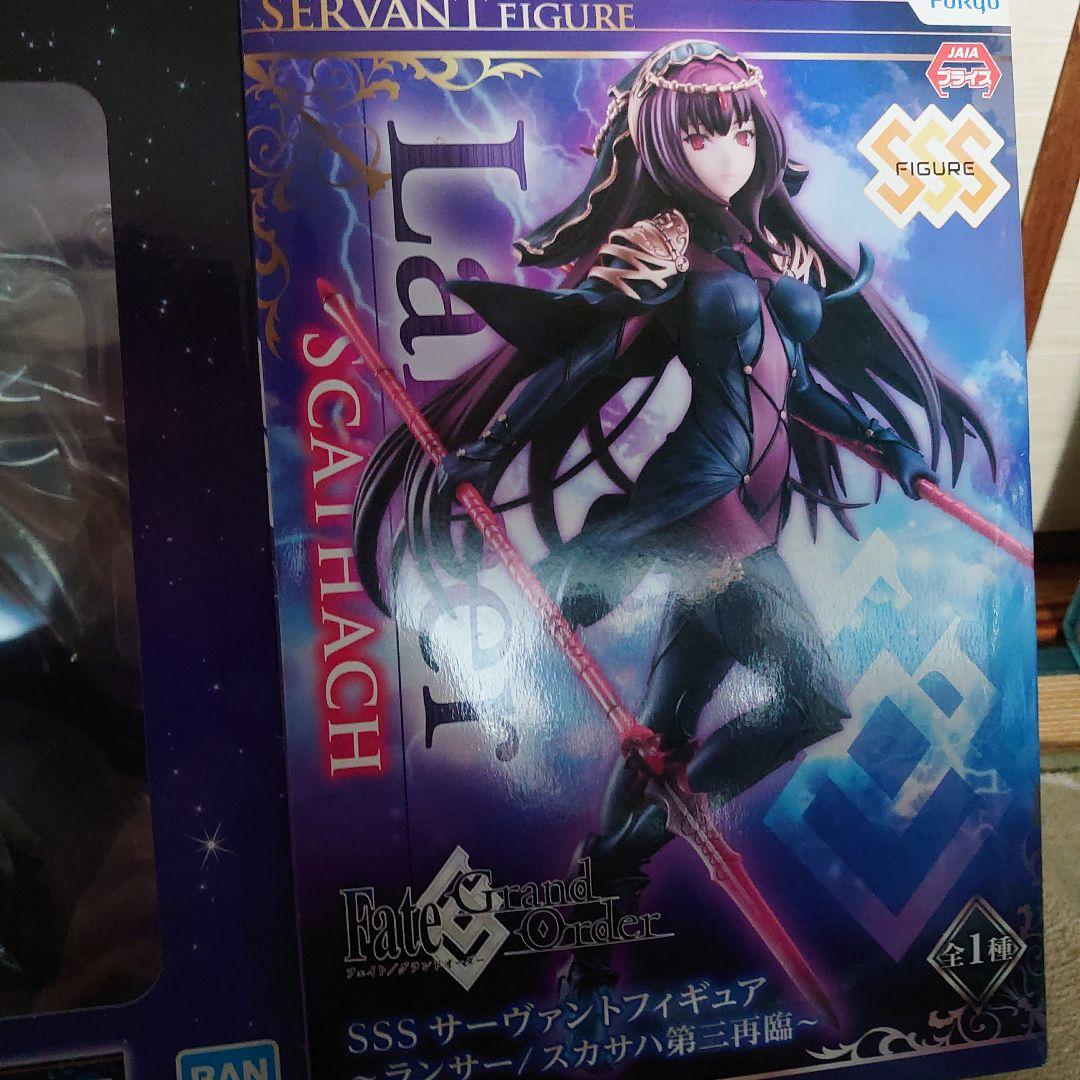 SERVANT FIGURE
FuRyu
JAIA
プライズ
SSS
FIGURE
Lancer
SCATHACH
Fate
Grand
Order
フェイト/グランドオーダー
全1種
SSS サーヴァントフィギュア
~ランサー/スカサハ第三再臨~
BAN